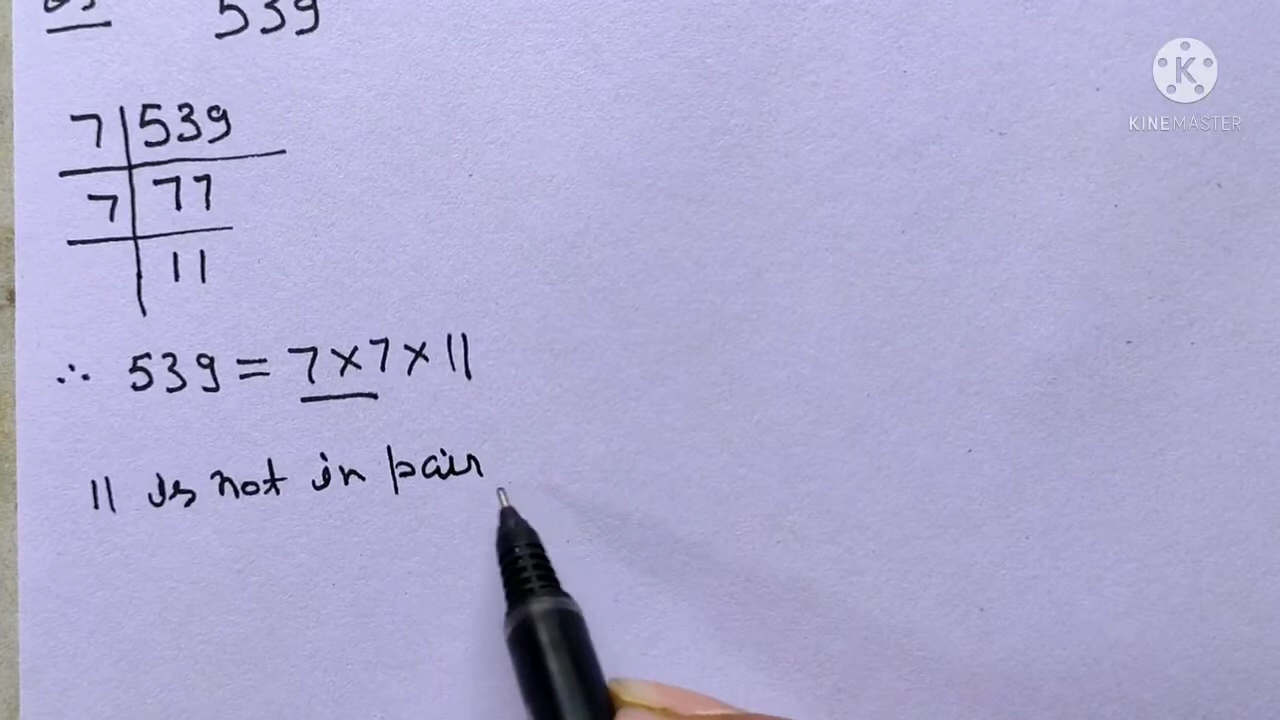 539
7 | 539
7 | 77
11
∴ 539 = 7 × 7 × 11
11 is not in pair
K
KINEMASTER